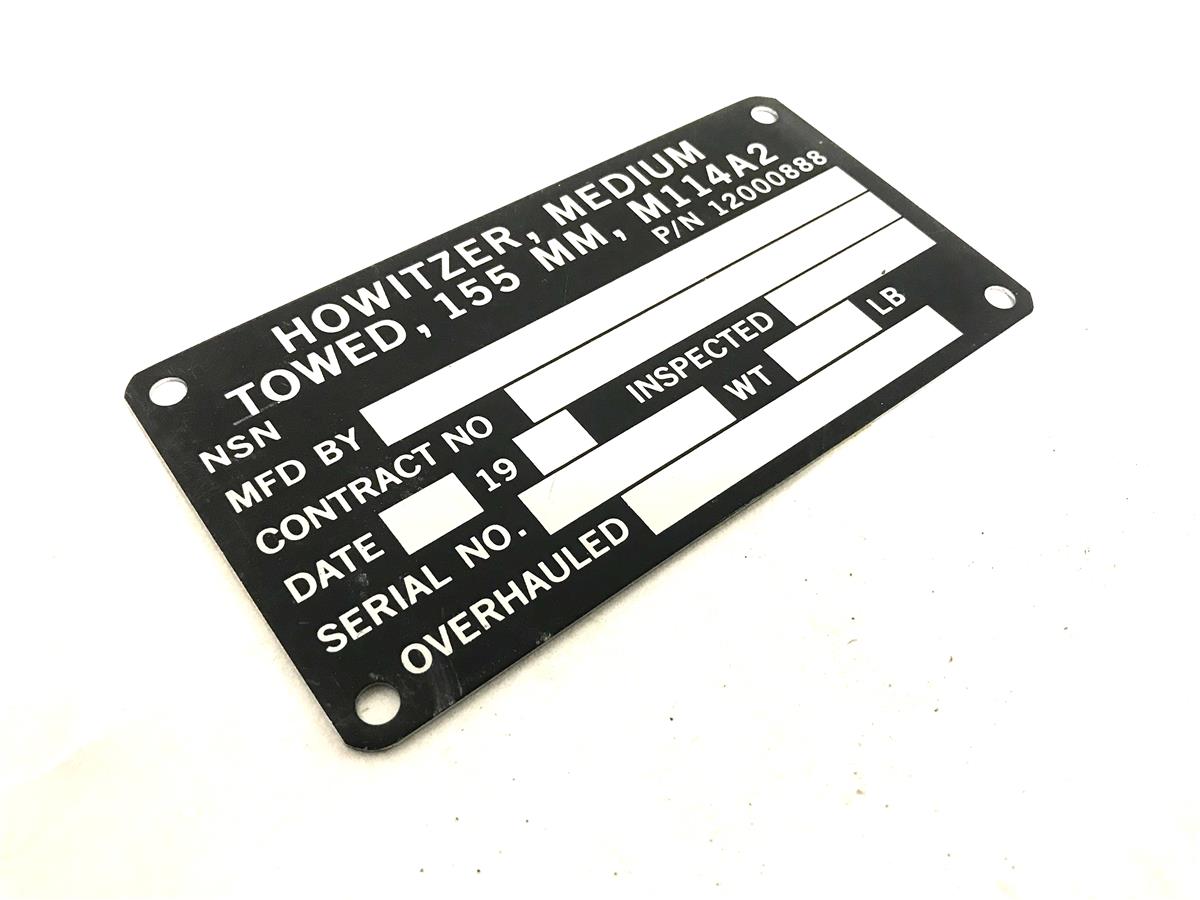 HOWITZER, MEDIUM
TOWED, 155 MM, M114A2
P/N 12000888
NSN
MFD BY
CONTRACT NO
DATE 19 INSPECTED
SERIAL NO. WT LB
OVERHAULED